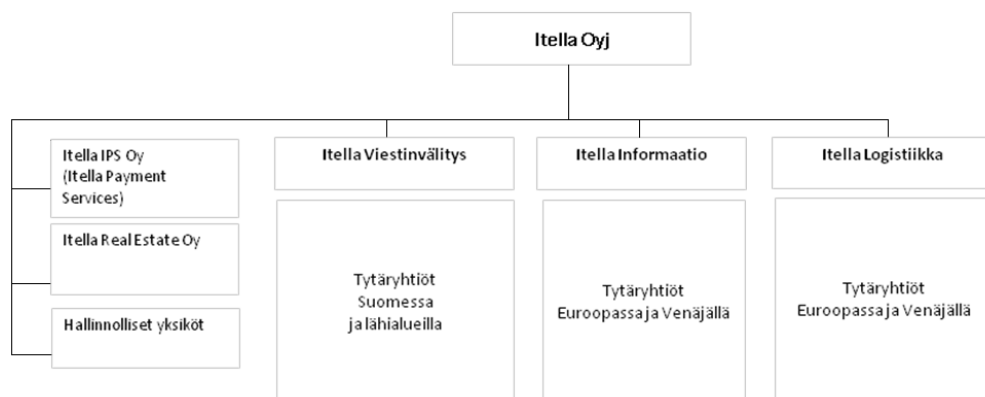 Itella Oyj
Itella IPS Oy
(Itella Payment
Services)
Itella Real Estate Oy
Hallinnolliset yksiköt
Itella Viestinvälitys
Tytäryhtiöt
Suomessa
ja lähialueilla
Itella Informaatio
Tytäryhtiöt
Euroopassa ja Venäjällä
Itella Logistiikka
Tytäryhtiöt
Euroopassa ja Venäjällä